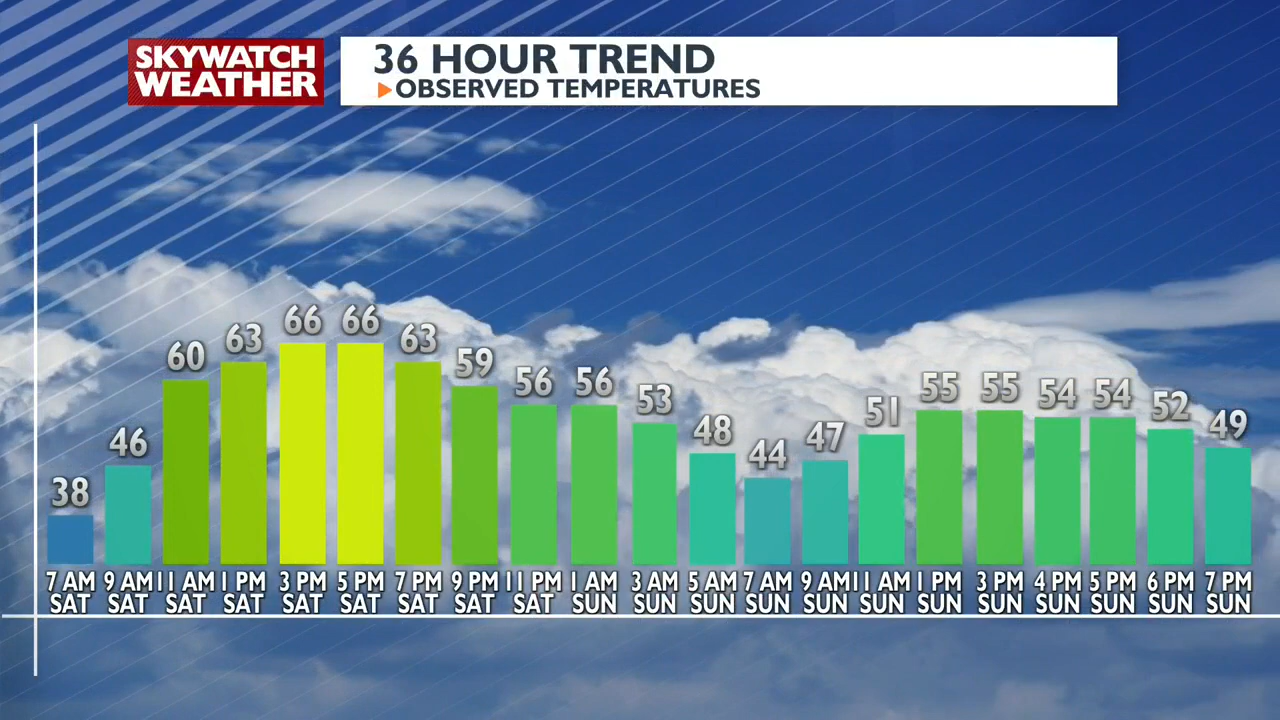 SKYWATCH
WEATHER
36 HOUR TREND
OBSERVED TEMPERATURES
38 46 60 63 66 66 63 59 56 56 53 48 44 47 51 55 55 54 54 52 49
7 AM 9 AM 11 AM 1 PM 3 PM 5 PM 7 PM 9 PM 11 PM 1 AM 3 AM 5 AM 7 AM 9 AM 11 AM 1 PM 3 PM 4 PM 5 PM 6 PM 7 PM
SAT SAT SAT SAT SAT SAT SAT SAT SAT SUN SUN SUN SUN SUN SUN SUN SUN SUN SUN SUN SUN